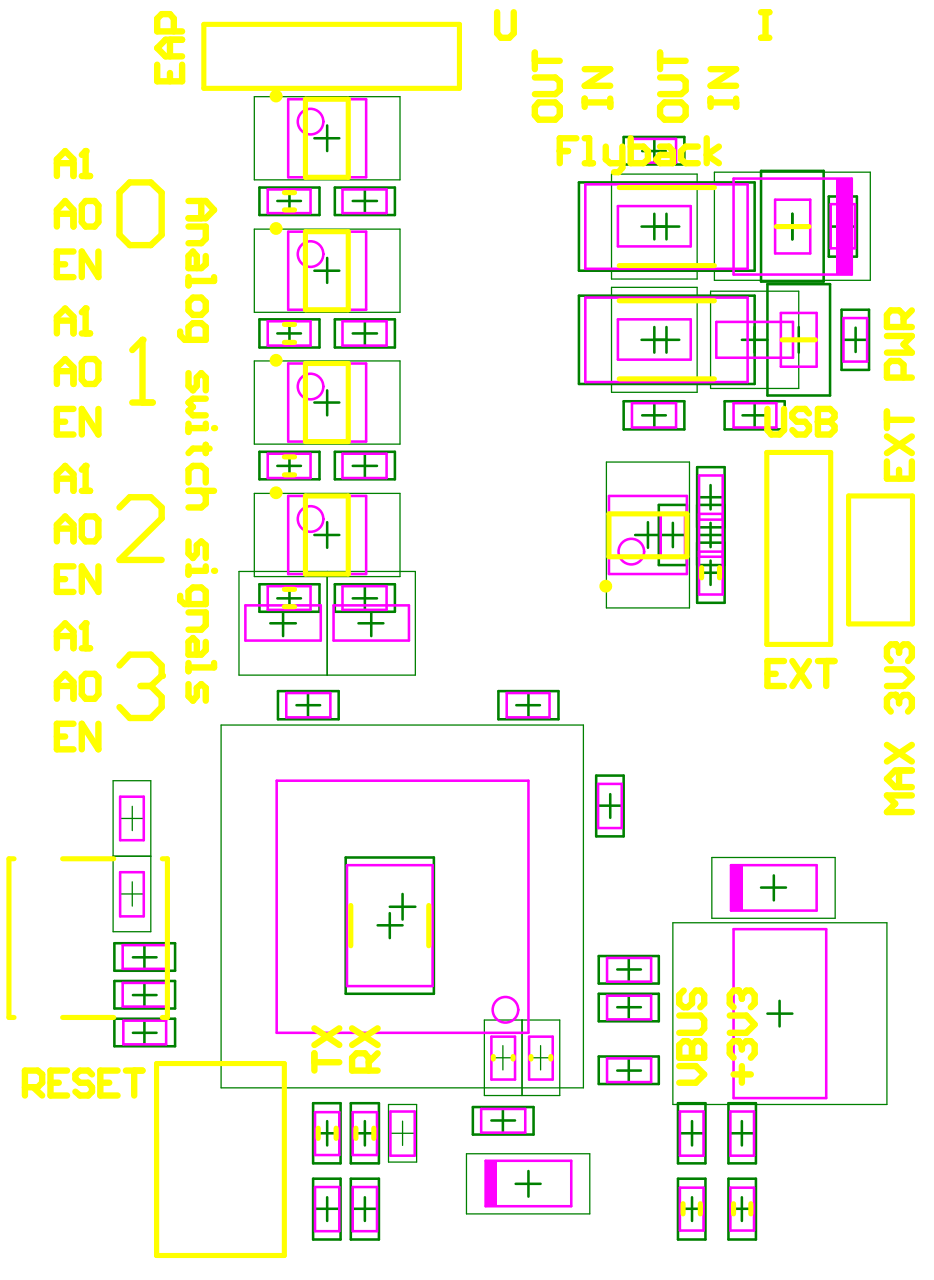 EAP
U
I
OUT
IN
OUT
IN
Flyback
A1
A0
EN
0
A1
A0
EN
1
A1
A0
EN
2
A1
A0
EN
3
Analog switch signals
USB
EXT
EXT PWR
MAX 3V3
RESET
TX
RX
VBUS
+3V3